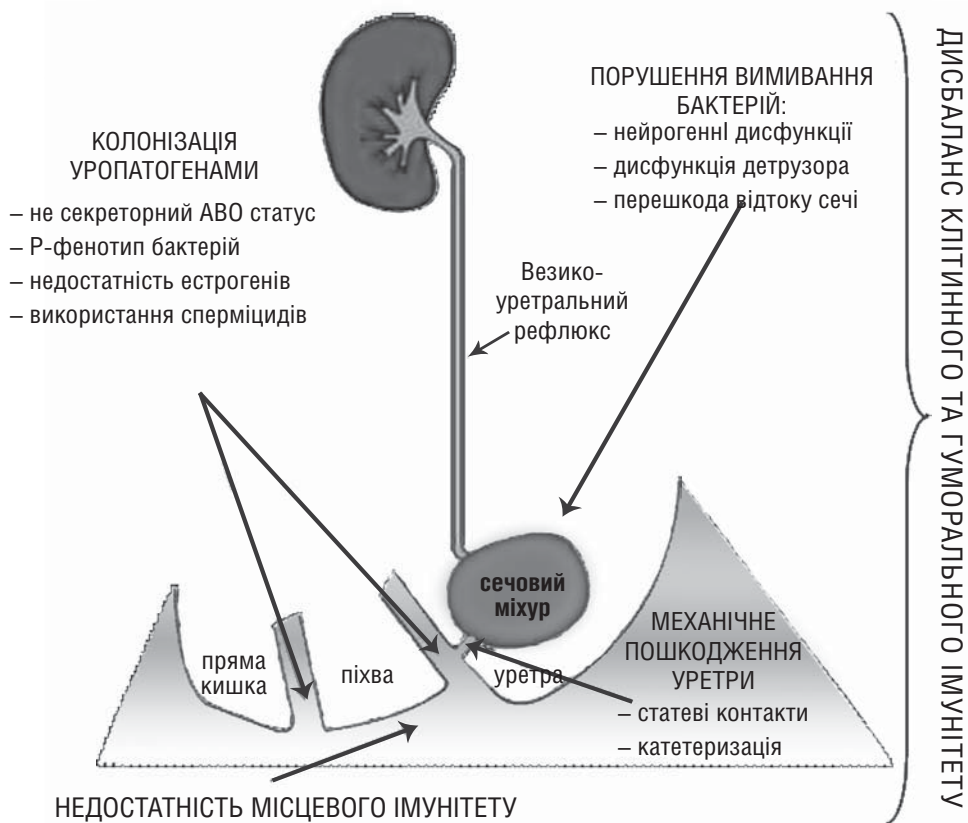 КОЛОНІЗАЦІЯ
УРОПАТОГЕНАМИ
– не секреторний АВО статус
– Р-фенотип бактерій
– недостатність естрогенів
– використання сперміцидів
ПОРУШЕННЯ ВИМИВАННЯ
БАКТЕРІЙ:
– нейрогеннІ дисфункції
– дисфункція детрузора
– перешкода відтоку сечі
Везико-
уретральний
рефлюкс
сечовий
міхур
пряма
кишка
піхва
уретра
МЕХАНІЧНЕ
ПОШКОДЖЕННЯ
УРЕТРИ
– статеві контакти
– катетеризація
НЕДОСТАТНІСТЬ МІСЦЕВОГО ІМУНІТЕТУ
ДИСБАЛАНС КЛІТИННОГО ТА ГУМОРАЛЬНОГО ІМУНІТЕТУ